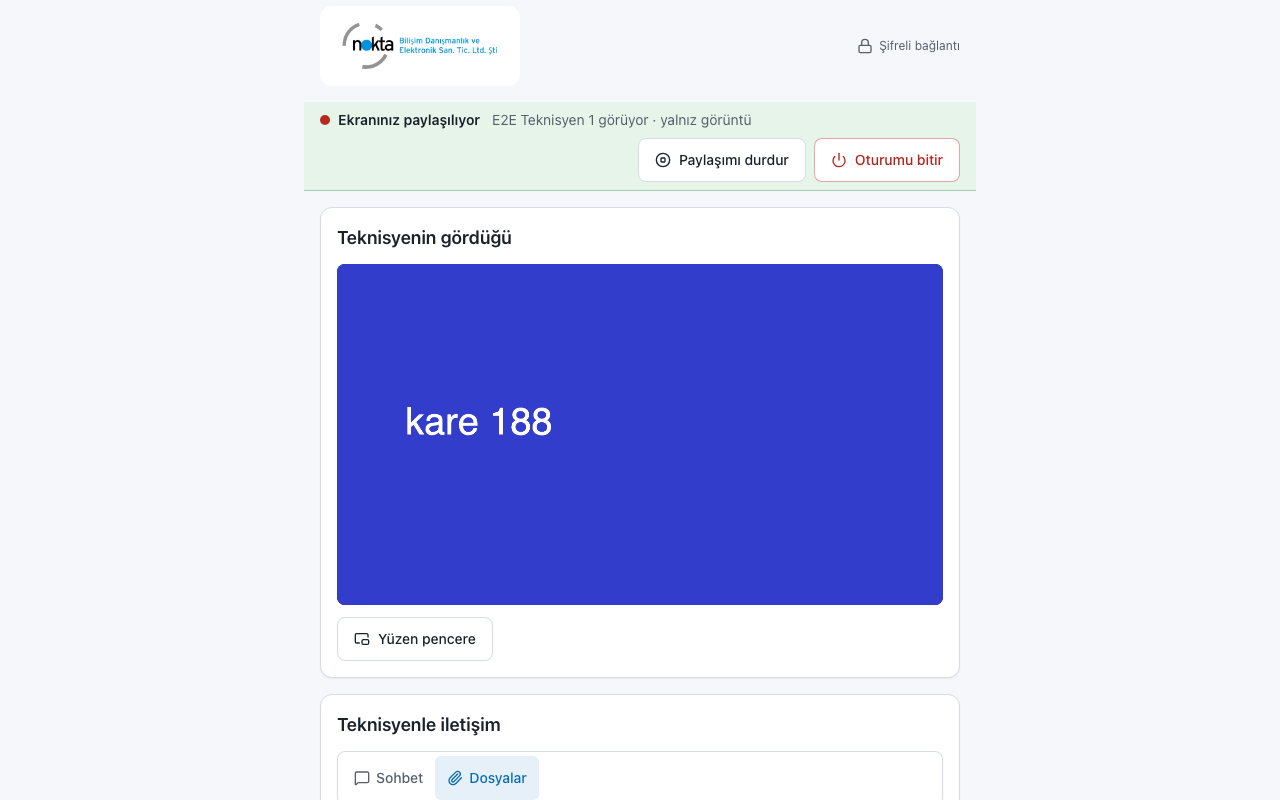 nokta Bilişim Danışmanlık ve
Elektronik San. Tic. Ltd. Şti
Şifreli bağlantı
Ekranınız paylaşılıyor E2E Teknisyen 1 görüyor · yalnız görüntü
Paylaşımı durdur Oturumu bitir
Teknisyenin gördüğü
kare 188
Yüzen pencere
Teknisyenle iletişim
Sohbet Dosyalar